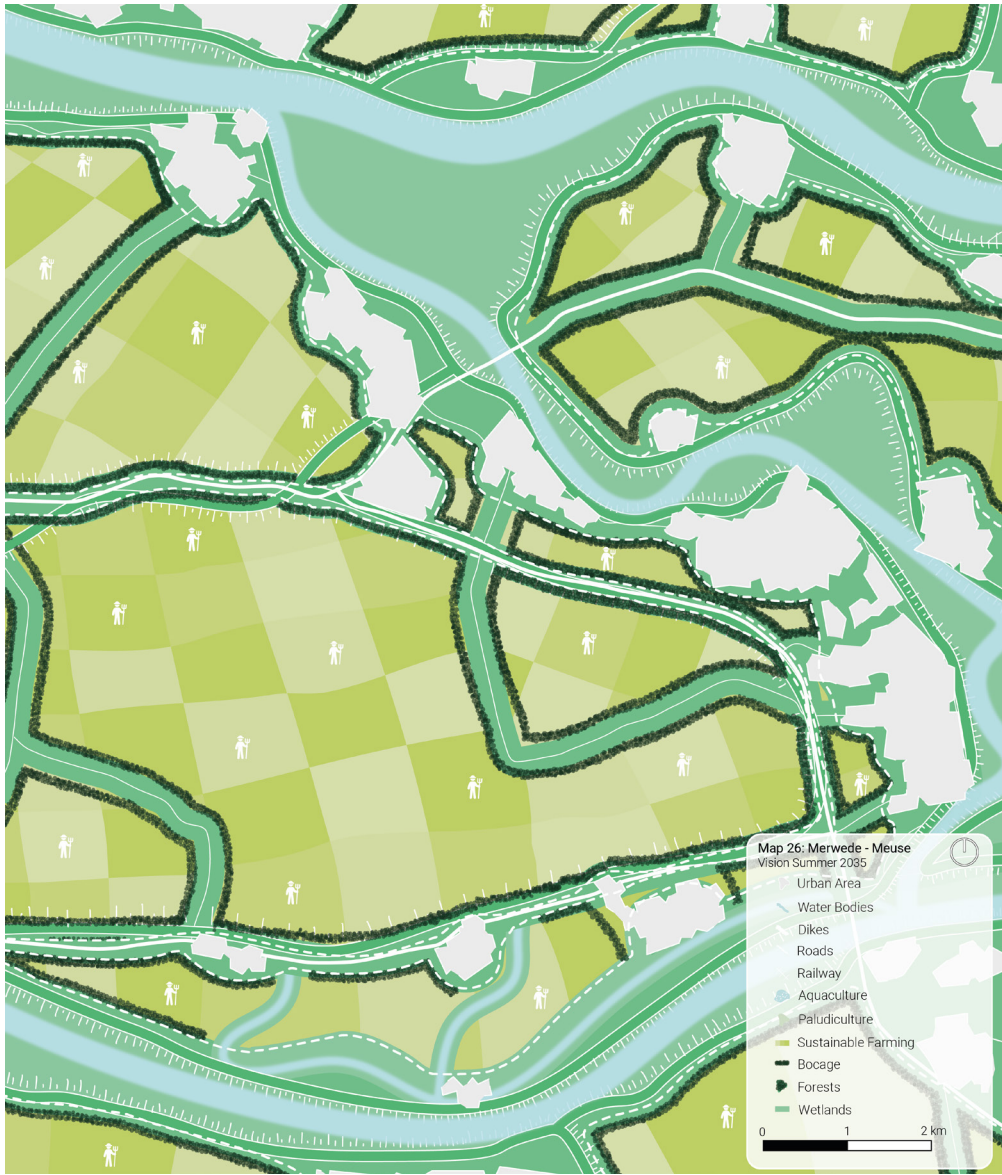 Map 26: Merwede - Meuse
Vision Summer 2035
Urban Area
Water Bodies
Dikes
Roads
Railway
Aquaculture
Paludiculture
Sustainable Farming
Bocage
Forests
Wetlands
0 1 2 km